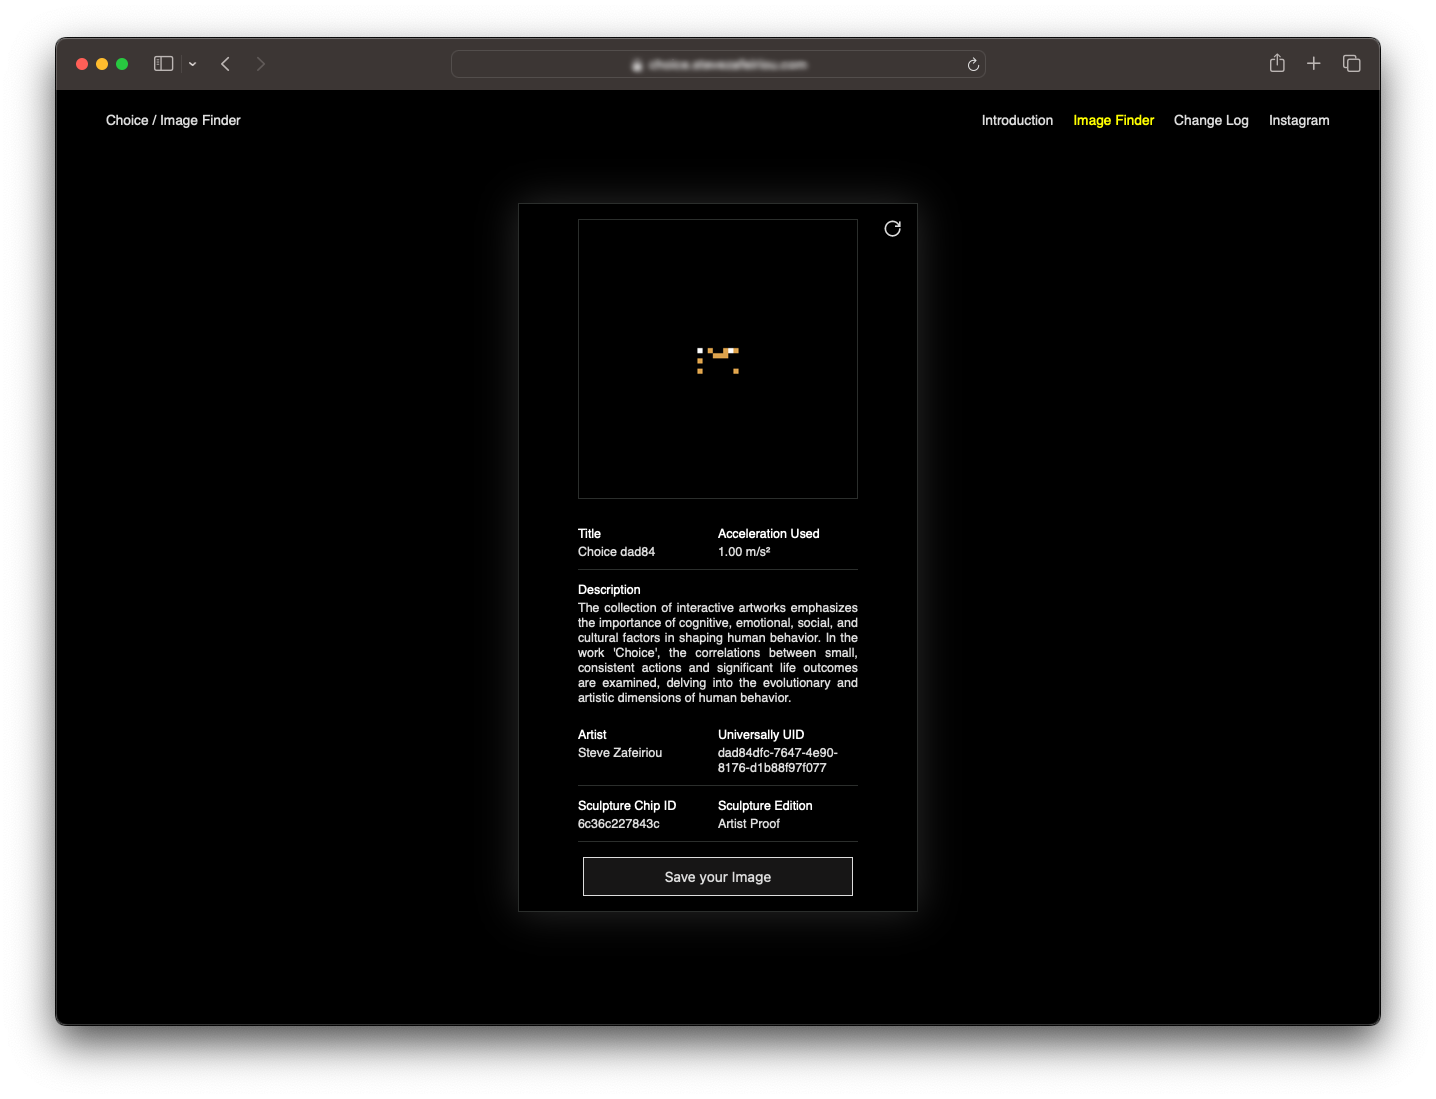 Choice / Image Finder
Introduction Image Finder Change Log Instagram
Title
Choice dad84
Acceleration Used
1.00 m/s²
Description
The collection of interactive artworks emphasizes
the importance of cognitive, emotional, social, and
cultural factors in shaping human behavior. In the
work 'Choice', the correlations between small,
consistent actions and significant life outcomes
are examined, delving into the evolutionary and
artistic dimensions of human behavior.
Artist
Steve Zafeiriou
Universally UID
dad84dfc-7647-4e90-
8176-d1b88f97f077
Sculpture Chip ID
6c36c227843c
Sculpture Edition
Artist Proof
Save your Image